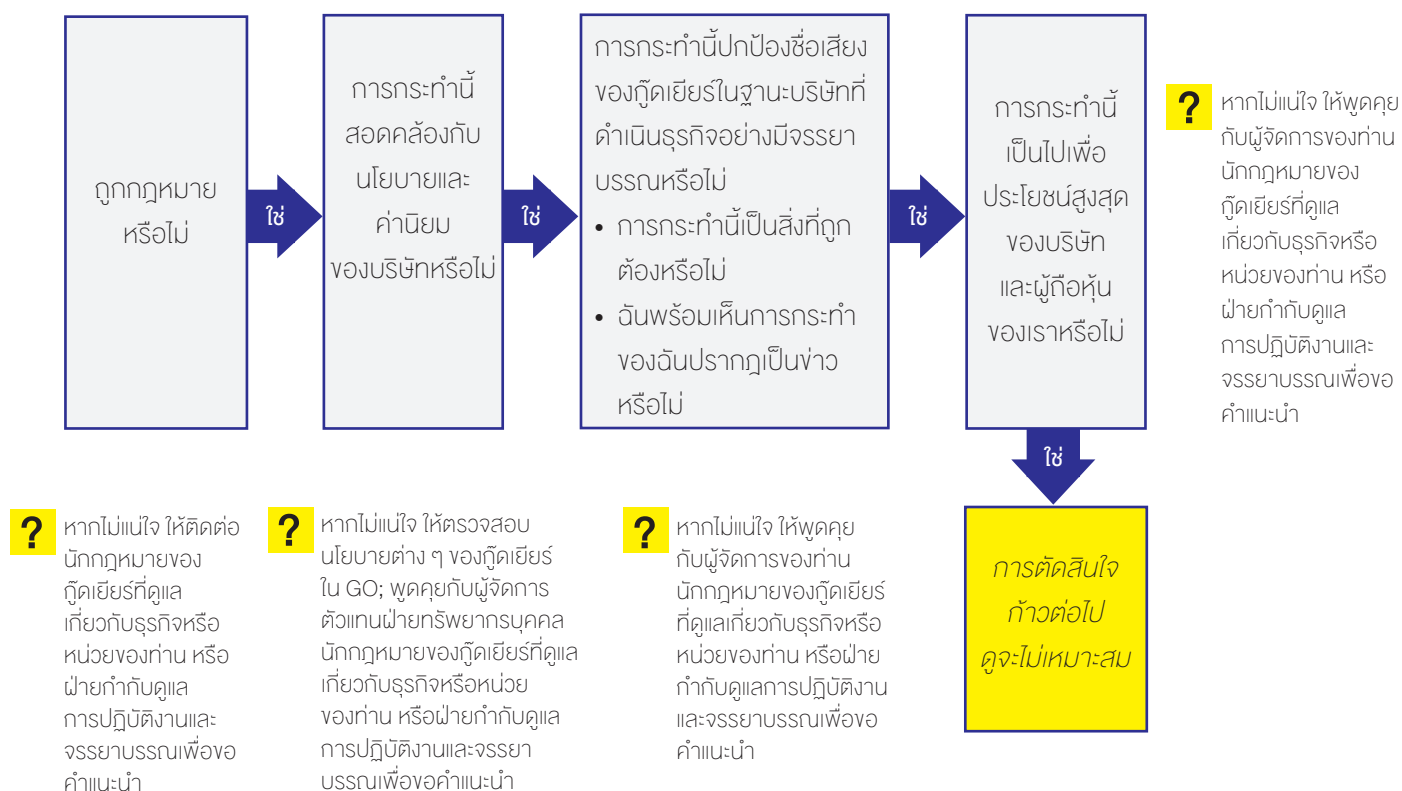 ถูกกฎหมาย
หรือไม่
ใช่
การกระทำนี้
สอดคล้องกับ
นโยบายและ
ค่านิยม
ของบริษัทหรือไม่
ใช่
การกระทำนี้ปกป้องชื่อเสียง
ของกู๊ดเยียร์ในฐานะบริษัทที่
ดำเนินธุรกิจอย่างมีจรรยา
บรรณหรือไม่
• การกระทำนี้เป็นสิ่งที่ถูก
ต้องหรือไม่
• ฉันพร้อมเห็นการกระทำ
ของฉันปรากฎเป็นข่าว
หรือไม่
ใช่
การกระทำนี้
เป็นไปเพื่อ
ประโยชน์สูงสุด
ของบริษัท
และผู้ถือหุ้น
ของเราหรือไม่
? หากไม่แน่ใจ ให้พูดคุย
กับผู้จัดการของท่าน
นักกฎหมายของ
กู๊ดเยียร์ที่ดูแล
เกี่ยวกับธุรกิจหรือ
หน่วยของท่าน หรือ
ฝ่ายกำกับดูแล
การปฏิบัติงานและ
จรรยาบรรณเพื่อขอ
คำแนะนำ
ใช่
? หากไม่แน่ใจ ให้ติดต่อ
นักกฎหมายของ
กู๊ดเยียร์ที่ดูแล
เกี่ยวกับธุรกิจหรือ
หน่วยของท่าน หรือ
ฝ่ายกำกับดูแล
การปฏิบัติงานและ
จรรยาบรรณเพื่อขอ
คำแนะนำ
? หากไม่แน่ใจ ให้ตรวจสอบ
นโยบายต่าง ๆ ของกู๊ดเยียร์
ใน GO; พูดคุยกับผู้จัดการ
ตัวแทนฝ่ายทรัพยากรบุคคล
นักกฎหมายของกู๊ดเยียร์ที่ดูแล
เกี่ยวกับธุรกิจหรือหน่วย
ของท่าน หรือฝ่ายกำกับดูแล
การปฏิบัติงานและจรรยา
บรรณเพื่อขอคำแนะนำ
? หากไม่แน่ใจ ให้พูดคุย
กับผู้จัดการของท่าน
นักกฎหมายของกู๊ดเยียร์
ที่ดูแลเกี่ยวกับธุรกิจหรือ
หน่วยของท่าน หรือฝ่าย
กำกับดูแลการปฏิบัติงาน
และจรรยาบรรณเพื่อขอ
คำแนะนำ
การตัดสินใจ
ก้าวต่อไป
ดูจะไม่เหมาะสม